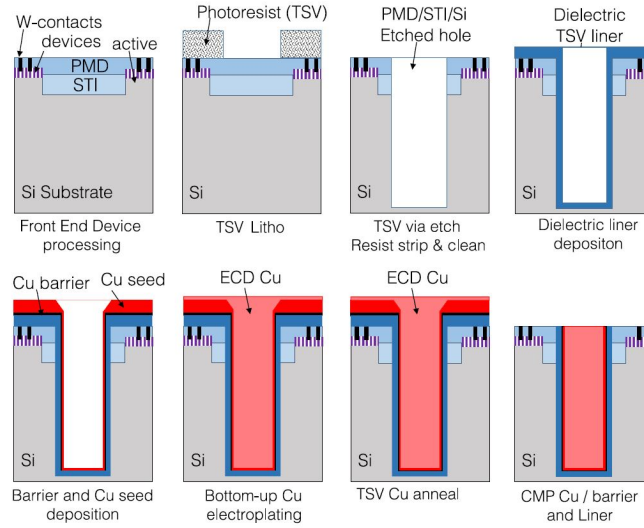 W-contacts
devices
active
PMD
STI
Si Substrate
Front End Device
processing
Photoresist (TSV)
Si
TSV Litho
PMD/STI/Si
Etched hole
Si
TSV via etch
Resist strip & clean
Dielectric
TSV liner
Si
Dielectric liner
depositon
Cu barrier
Cu seed
Si
Barrier and Cu seed
deposition
ECD Cu
Si
Bottom-up Cu
electroplating
ECD Cu
Si
TSV Cu anneal
Si
CMP Cu / barrier
and Liner